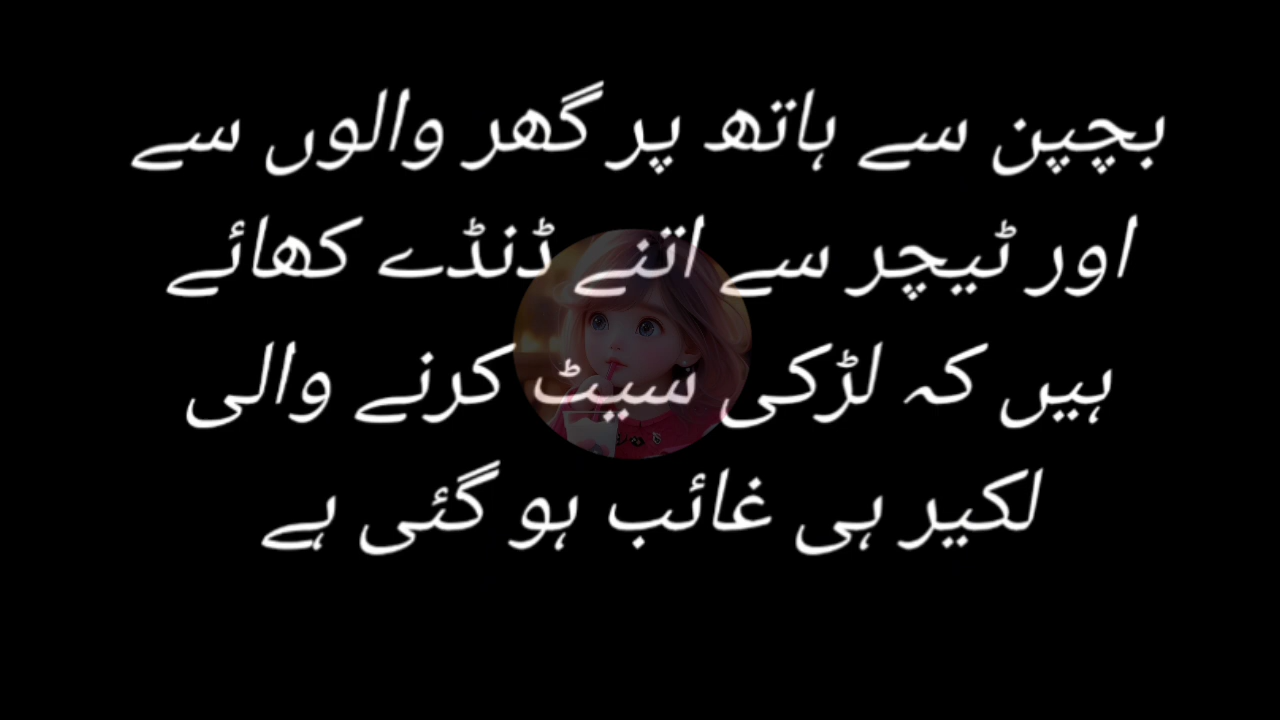 بچپن سے ہاتھ پر گھر والوں سے
اور ٹیچر سے اتنے ڈنڈے کھائے
ہیں کہ لڑکی سیٹ کرنے والی
لکیر ہی غائب ہو گئی ہے